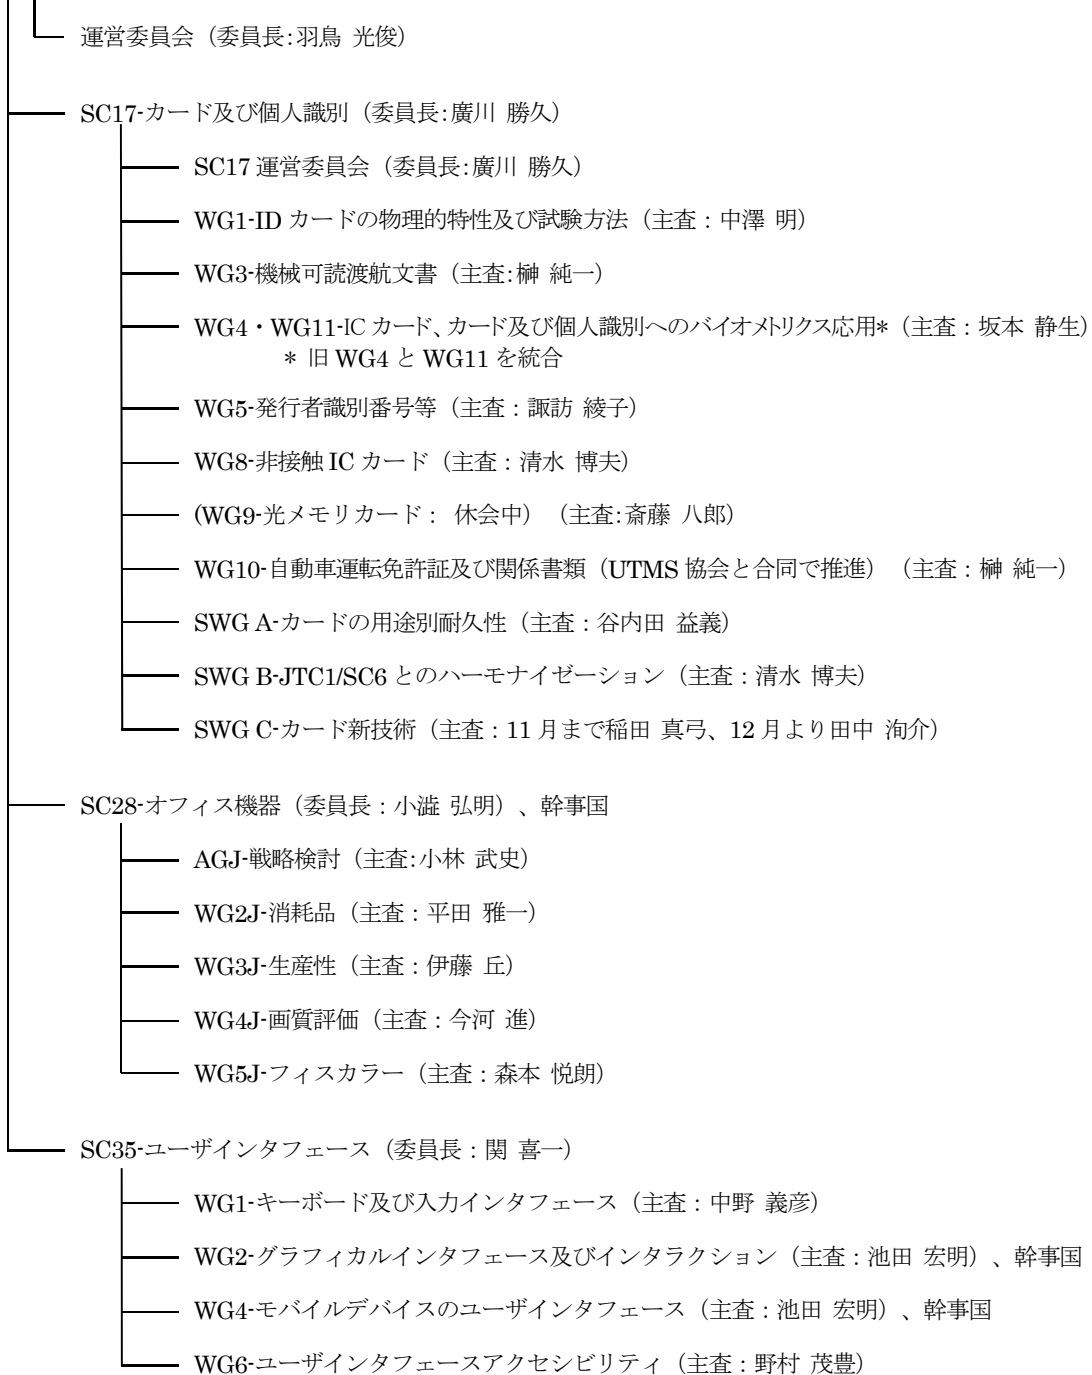 運営委員会（委員長:羽鳥 光俊）
SC17-カード及び個人識別（委員長:廣川 勝久）
SC17 運営委員会（委員長:廣川 勝久）
WG1-ID カードの物理的特性及び試験方法（主査：中澤 明）
WG3-機械可読渡航文書（主査:榊 純一）
WG4・WG11-IC カード、カード及び個人識別へのバイオメトリクス応用*（主査：坂本 静生）
* 旧 WG4 と WG11 を統合
WG5-発行者識別番号等（主査：諏訪 綾子）
WG8-非接触 IC カード（主査：清水 博夫）
(WG9-光メモリカード： 休会中）（主査:斎藤 八郎）
WG10-自動車運転免許証及び関係書類（UTMS 協会と合同で推進）（主査：榊 純一）
SWG A-カードの用途別耐久性（主査：谷内田 益義）
SWG B-JTC1/SC6 とのハーモナイゼーション（主査：清水 博夫）
SWG C-カード新技術（主査：11 月まで稲田 真弓、12 月より田中 洵介）
SC28-オフィス機器（委員長：小澁 弘明）、幹事国
AGJ-戦略検討（主査:小林 武史）
WG2J-消耗品（主査：平田 雅一）
WG3J-生産性（主査：伊藤 丘）
WG4J-画質評価（主査：今河 進）
WG5J-フィスカラー（主査：森本 悦朗）
SC35-ユーザインタフェース（委員長：関 喜一）
WG1-キーボード及び入力インタフェース（主査：中野 義彦）
WG2-グラフィカルインタフェース及びインタラクション（主査：池田 宏明）、幹事国
WG4-モバイルデバイスのユーザインタフェース（主査：池田 宏明）、幹事国
WG6-ユーザインタフェースアクセシビリティ（主査：野村 茂豊）